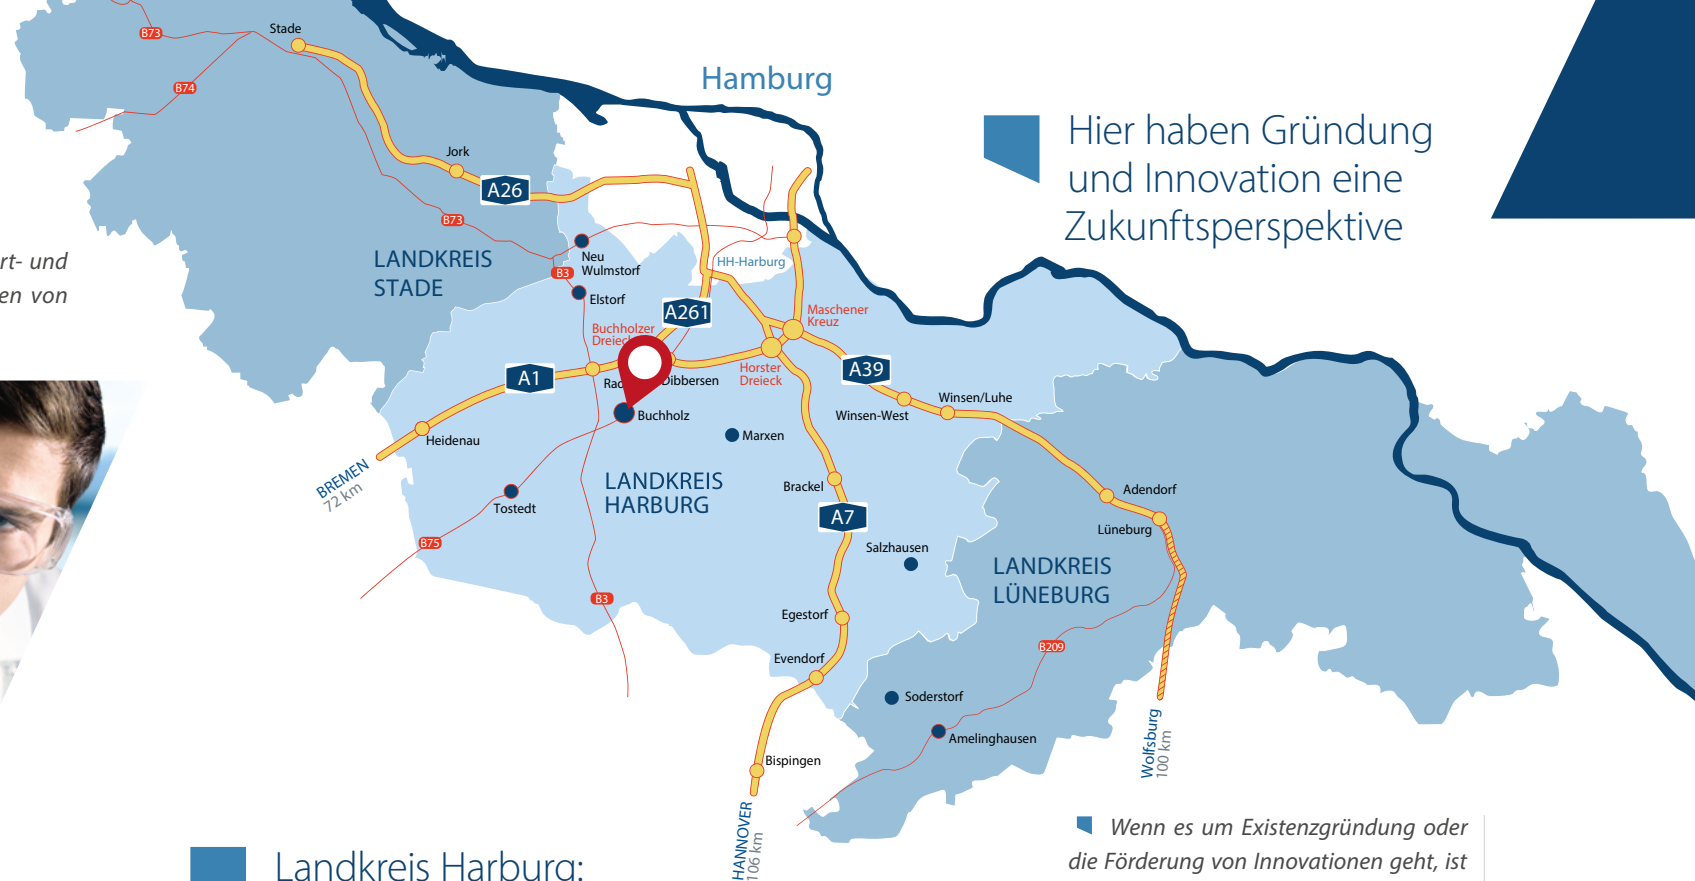 B73
Stade
B74
Hamburg
Hier haben Gründung
und Innovation eine
Zukunftsperspektive
Jork
A26
B73
rt- und
en von
LANDKREIS
STADE
Neu
Wulmstorf
HH-Harburg
B3
Elstorf
A261
Maschener
Kreuz
Buchholzer
Dreieck
A1
Dibbersen
Horster
Dreieck
A39
Winsen/Luhe
Winsen-West
Buchholz
Heidenau
Marxen
BREMEN
72 km
LANDKREIS
HARBURG
Brackel
Adendorf
Tostedt
A7
Lüneburg
B75
Salzhausen
LANDKREIS
LÜNEBURG
B3
Egestorf
B209
Evendorf
Soderstorf
Amelinghausen
Wolfsburg
100 km
Bispingen
HANNOVER
106 km
Wenn es um Existenzgründung oder
die Förderung von Innovationen geht, ist
Landkreis Harburg: